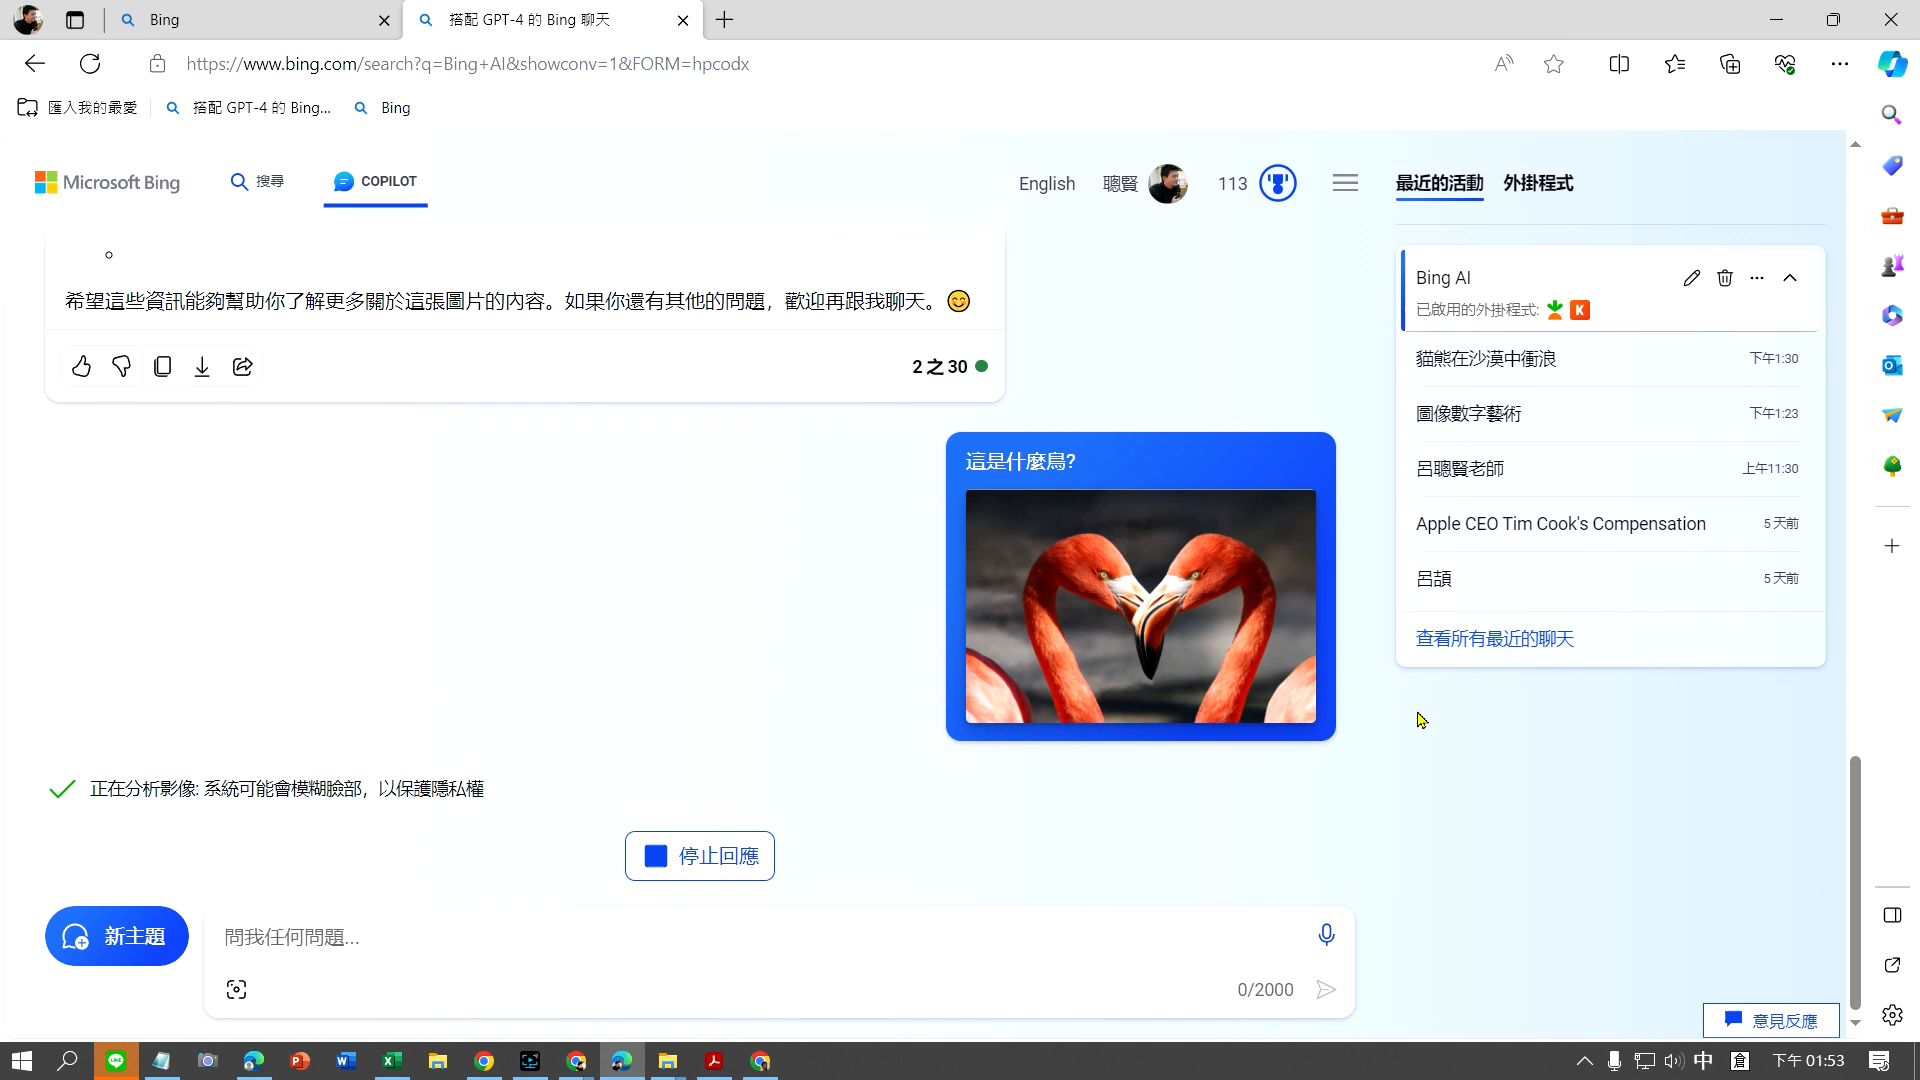 Bing
搭配 GPT-4 的 Bing 聊天
https://www.bing.com/search?q=Bing+AI&showconv=1&FORM=hpcodx
匯入我的最愛
搭配 GPT-4 的 Bing...
Bing
Microsoft Bing
搜尋
COPILOT
English
聰賢
113
最近的活動
外掛程式
希望這些資訊能夠幫助你了解更多關於這張圖片的內容。如果你還有其他的問題，歡迎再跟我聊天。😊
2 之 30
這是什麼鳥?
正在分析影像: 系統可能會模糊臉部，以保護隱私權
停止回應
新主題
問我任何問題...
0/2000
Bing AI
已啟用的外掛程式:
K
貓熊在沙漠中衝浪
下午1:30
圖像數字藝術
下午1:23
呂聰賢老師
上午11:30
Apple CEO Tim Cook's Compensation
5 天前
呂頡
5 天前
查看所有最近的聊天
意見反應
中
倉
下午 01:53